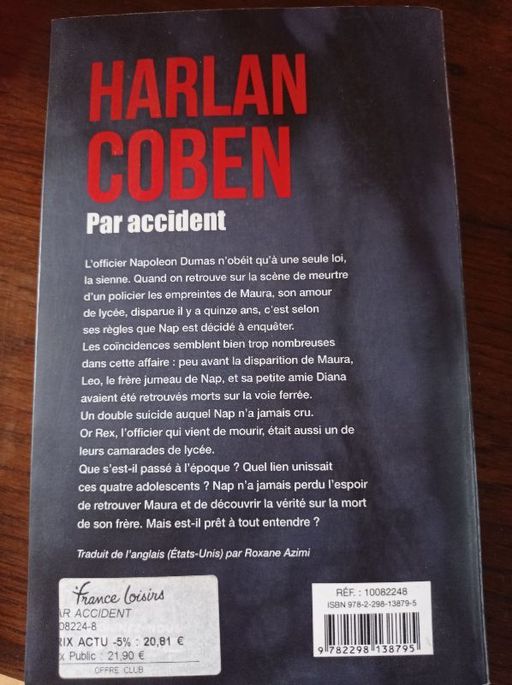 HARLAN
COBEN
Par accident
L'officier Napoleon Dumas n'obéit qu'à une seule loi,
la sienne. Quand on retrouve sur la scène de meurtre
d'un policier les empreintes de Maura, son amour
de lycée, disparue il y a quinze ans, c'est selon
ses règles que Nap est décidé à enquêter.
Les coïncidences semblent bien trop nombreuses
dans cette affaire : peu avant la disparition de Maura,
Leo, le frère jumeau de Nap, et sa petite amie Diana
avaient été retrouvés morts sur la voie ferrée.
Un double suicide auquel Nap n'a jamais cru.
Or Rex, l'officier qui vient de mourir, était aussi un de
leurs camarades de lycée.
Que s'est-il passé à l'époque ? Quel lien unissait
ces quatre adolescents ? Nap n'a jamais perdu l'espoir
de retrouver Maura et de découvrir la vérité sur la mort
de son frère. Mais est-il prêt à tout entendre ?
Traduit de l'anglais (États-Unis) par Roxane Azimi
France Loisirs
AR ACCIDENT
08224-8
RIX ACTU -5% : 20,81 €
x Public : 21,90 €
OFFRE CLUB
RÉF. : 10082248
ISBN 978-2-298-13879-5
9782298138795